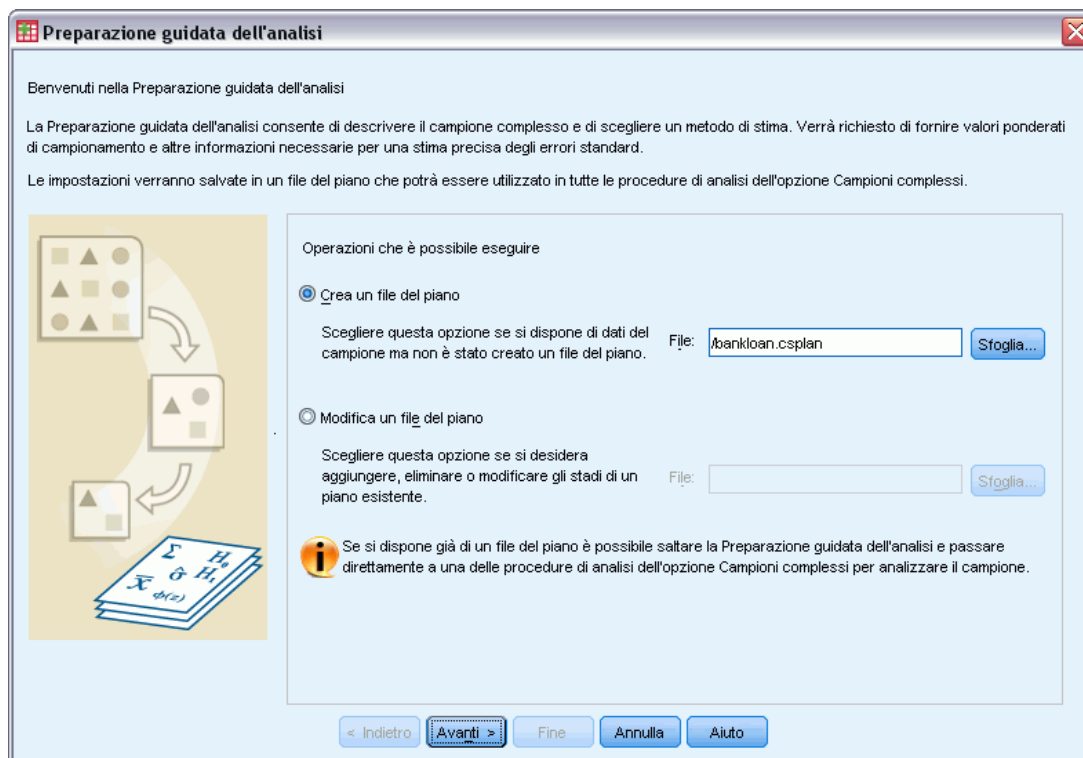 Preparazione guidata dell'analisi
Benvenuti nella Preparazione guidata dell'analisi
La Preparazione guidata dell'analisi consente di descrivere il campione complesso e di scegliere un metodo di stima. Verrà richiesto di fornire valori ponderati
di campionamento e altre informazioni necessarie per una stima precisa degli errori standard.
Le impostazioni verranno salvate in un file del piano che potrà essere utilizzato in tutte le procedure di analisi dell'opzione Campioni complessi.
Operazioni che è possibile eseguire
Crea un file del piano
Scegliere questa opzione se si dispone di dati del
campione ma non è stato creato un file del piano.
File: /bankloan.csplan Sfoglia...
Modifica un file del piano
Scegliere questa opzione se si desidera
aggiungere, eliminare o modificare gli stadi di un
piano esistente.
File: Sfoglia...
Se si dispone già di un file del piano è possibile saltare la Preparazione guidata dell'analisi e passare
direttamente a una delle procedure di analisi dell'opzione Campioni complessi per analizzare il campione.
Σ H₀
σ̂ H₁
x̄ φ(z)
< Indietro Avanti > Fine Annulla Aiuto